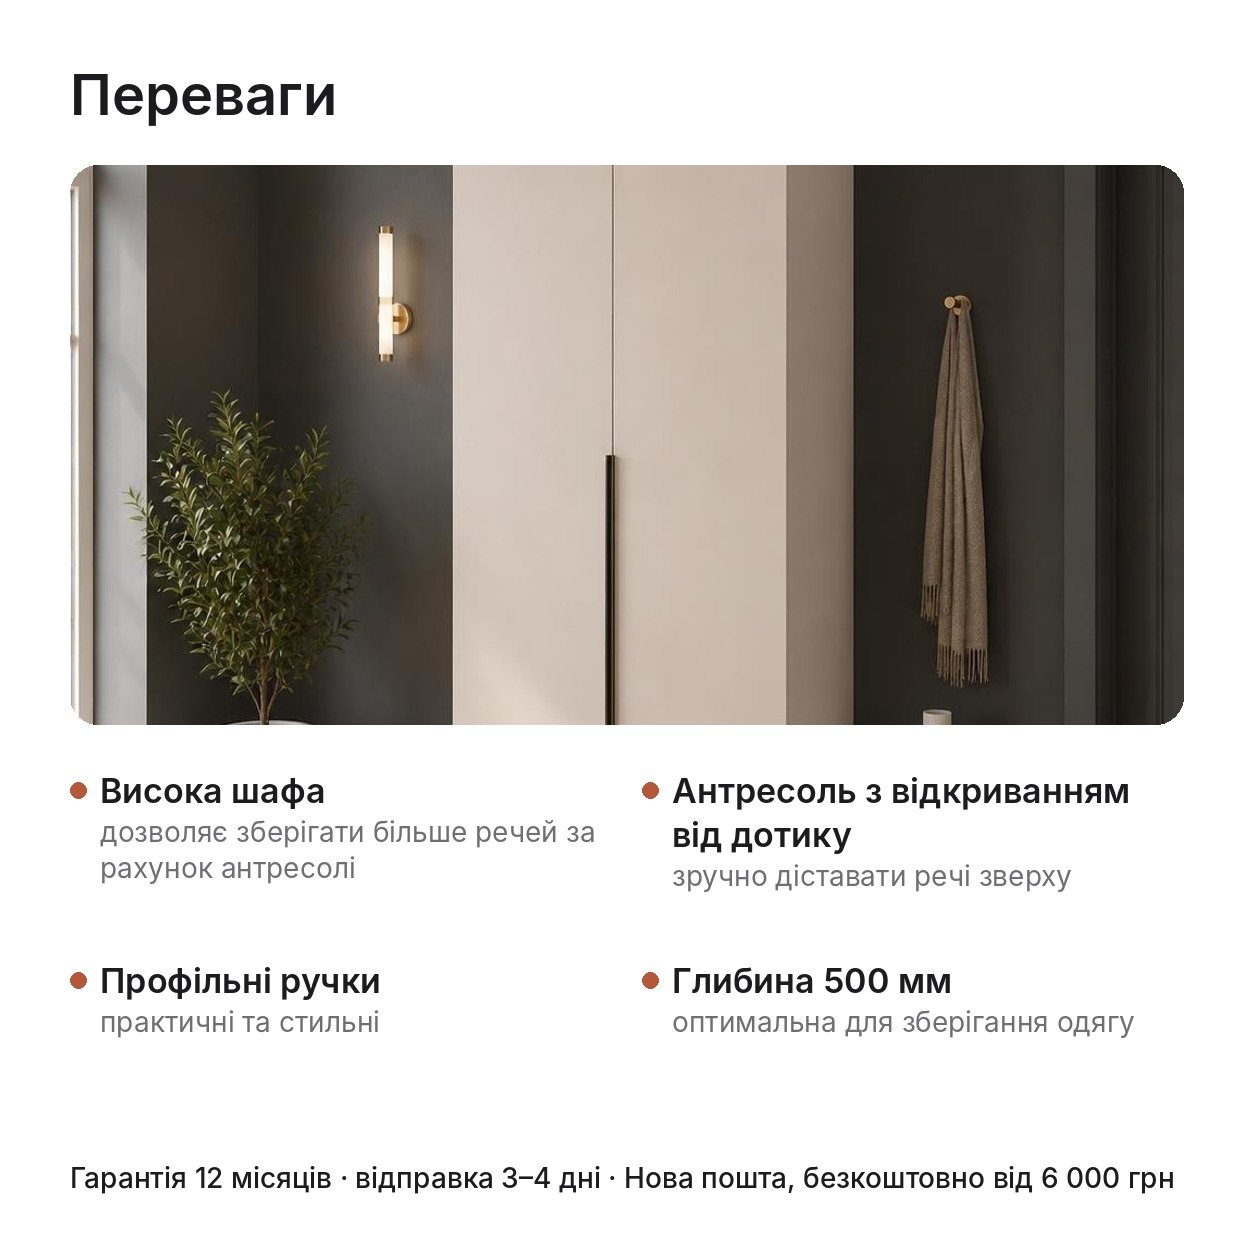 Переваги
Висока шафа
дозволяє зберігати більше речей за
рахунок антресолі
Антресоль з відкриванням
від дотику
зручно діставати речі зверху
Профільні ручки
практичні та стильні
Глибина 500 мм
оптимальна для зберігання одягу
Гарантія 12 місяців · відправка 3–4 дні · Нова пошта, безкоштовно від 6 000 грн